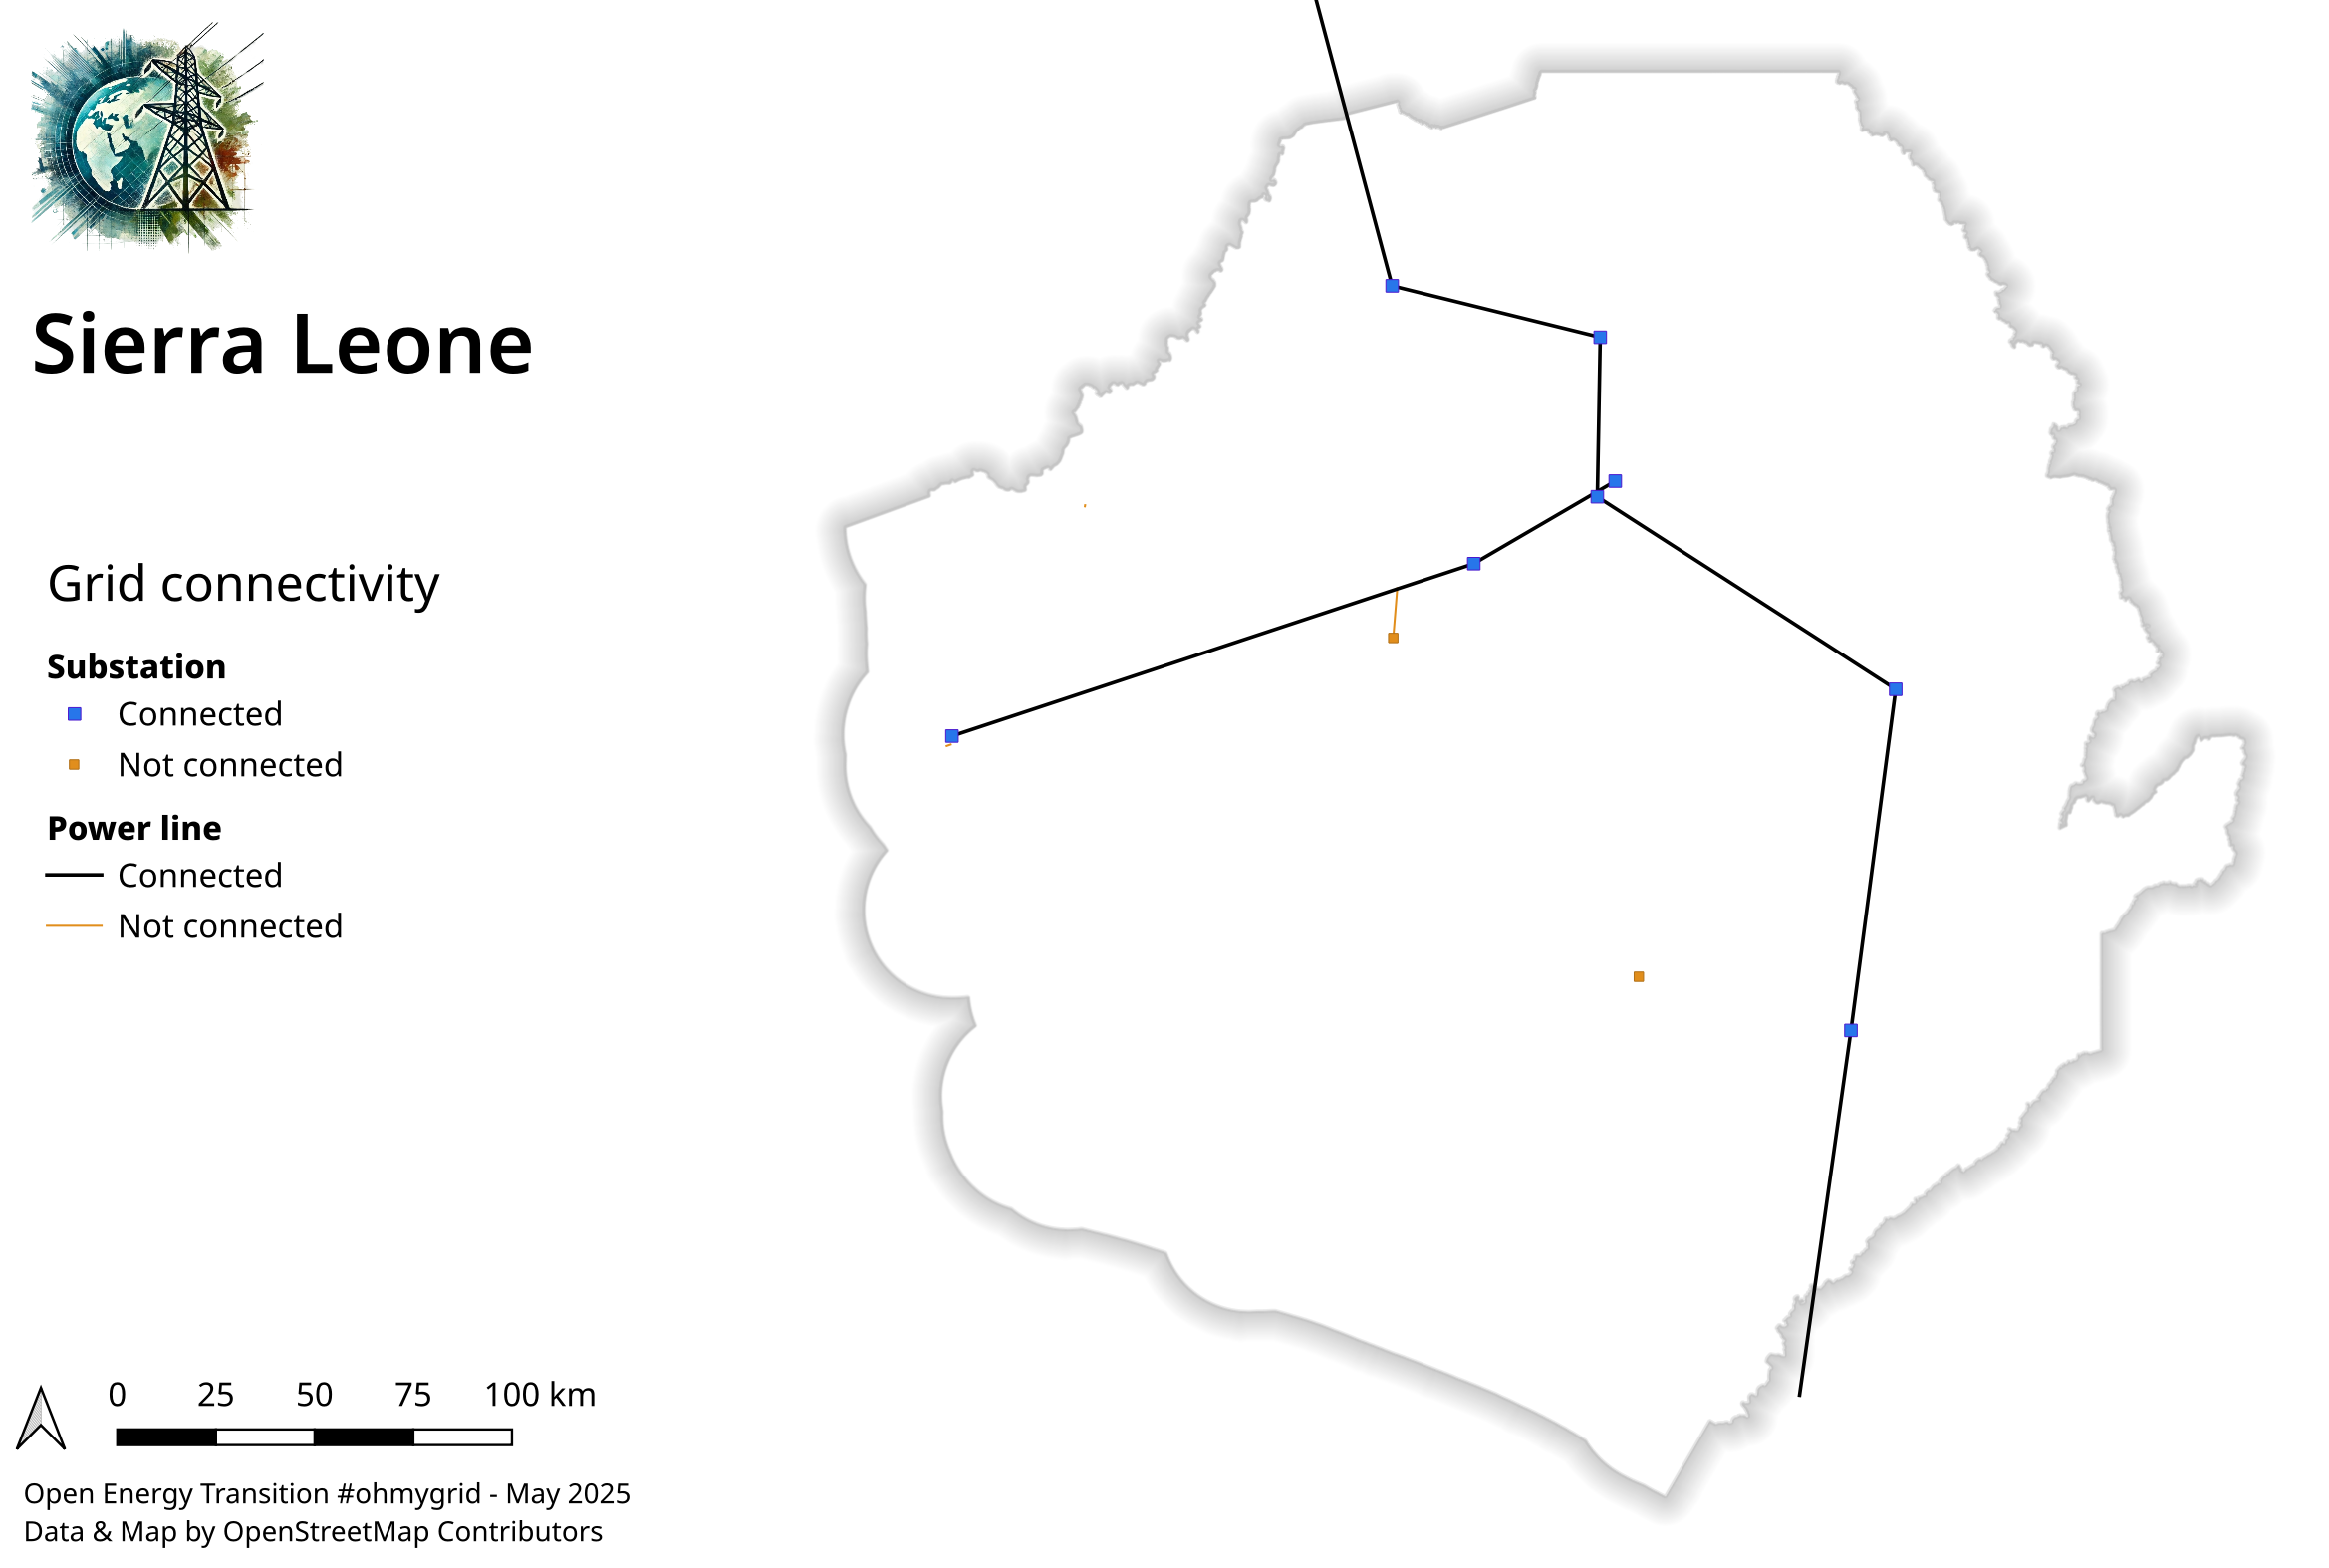 Sierra Leone
Grid connectivity
Substation
Connected
Not connected
Power line
Connected
Not connected
0 25 50 75 100 km
Open Energy Transition #ohmygrid - May 2025
Data & Map by OpenStreetMap Contributors